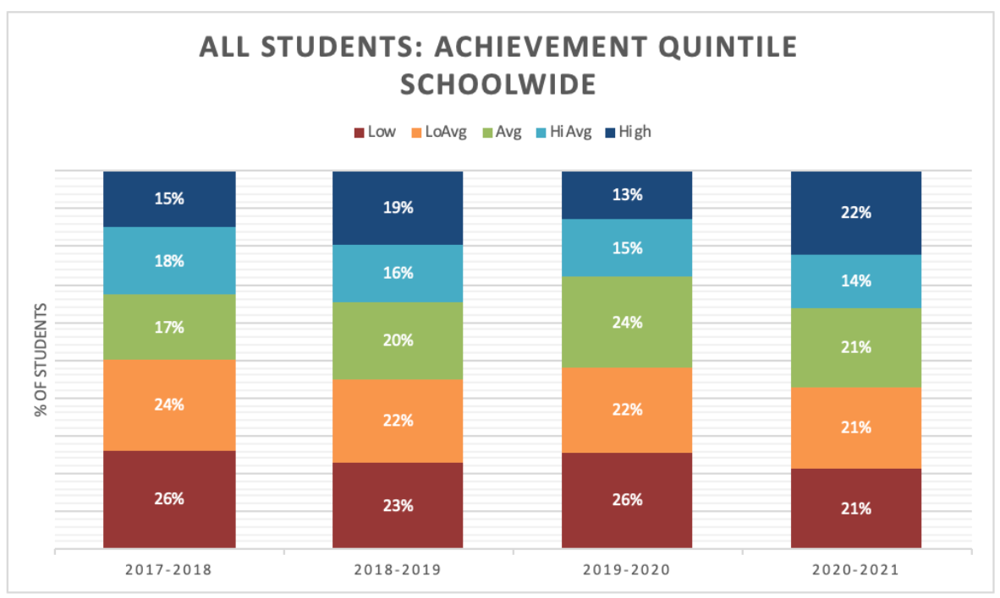 ALL STUDENTS: ACHIEVEMENT QUINTILE
SCHOOLWIDE
Low LoAvg Avg HiAvg High
15% 19% 13% 22%
18% 16% 15% 14%
17% 20% 24% 21%
24% 22% 22% 21%
26% 23% 26% 21%
% OF STUDENTS
2017-2018 2018-2019 2019-2020 2020-2021